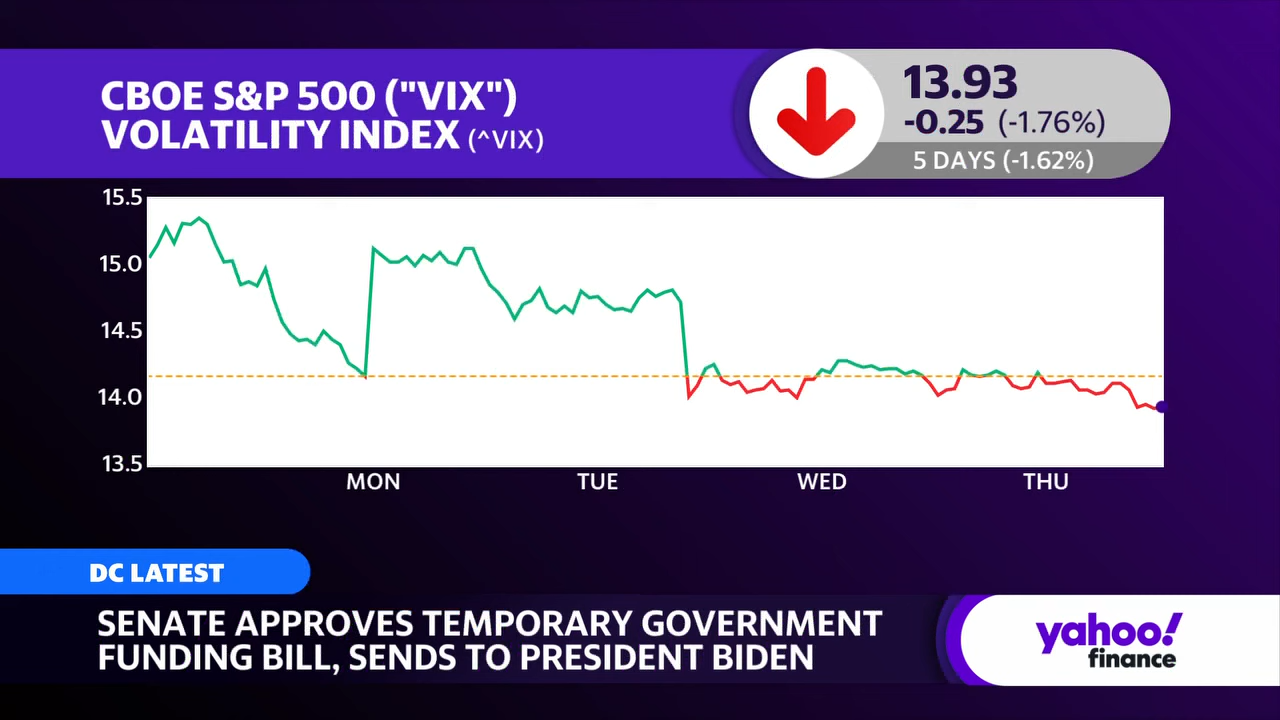 CBOE S&P 500 ("VIX")
VOLATILITY INDEX (^VIX)
13.93
-0.25 (-1.76%)
5 DAYS (-1.62%)
15.5
15.0
14.5
14.0
13.5
MON TUE WED THU
DC LATEST
SENATE APPROVES TEMPORARY GOVERNMENT
FUNDING BILL, SENDS TO PRESIDENT BIDEN
yahoo!
finance